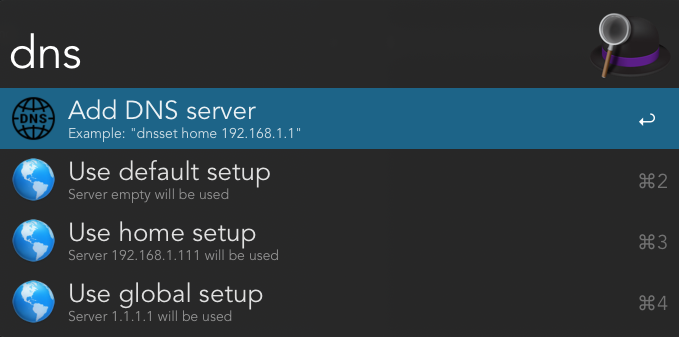 dns
DNS
Add DNS server
Example: "dnsset home 192.168.1.1"
↩
Use default setup
Server empty will be used
⌘2
Use home setup
Server 192.168.1.111 will be used
⌘3
Use global setup
Server 1.1.1.1 will be used
⌘4